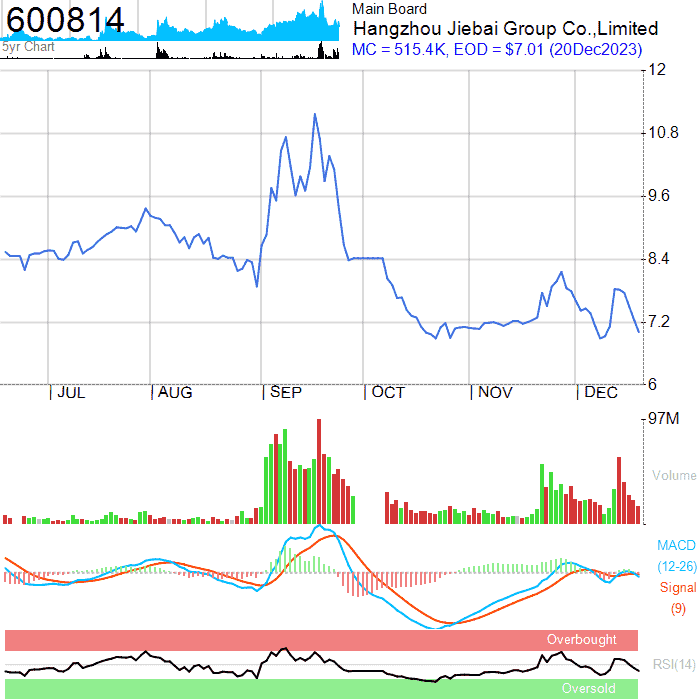 600814
5yr Chart
Main Board
Hangzhou Jiebai Group Co.,Limited
MC = 515.4K, EOD = $7.01 (20Dec2023)
12
10.8
9.6
8.4
7.2
6
| JUL | AUG | SEP | OCT | NOV | DEC
97M
Volume
MACD
(12-26)
Signal
(9)
Overbought
RSI(14)
Oversold